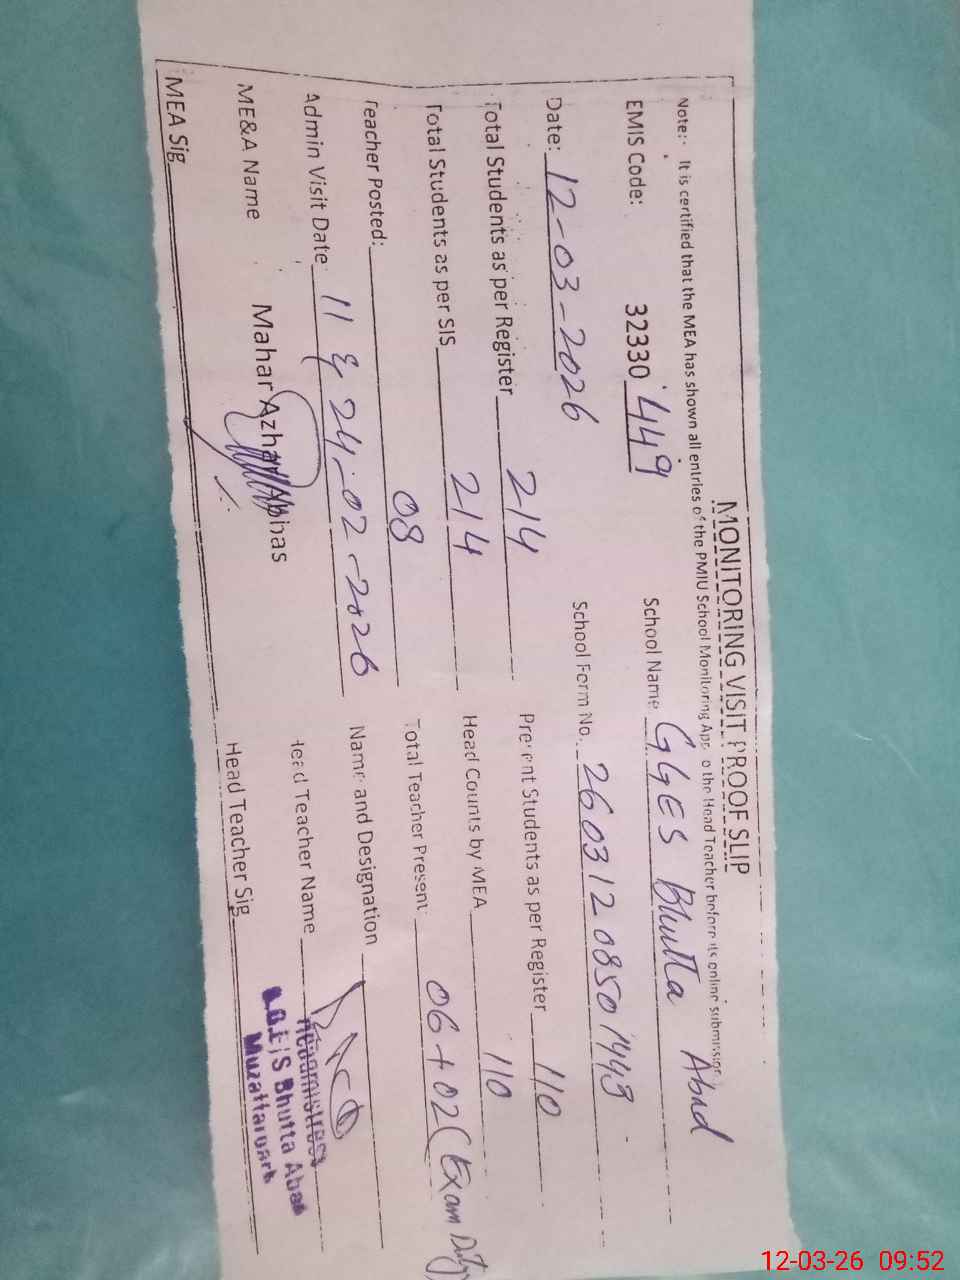 MONITORING VISIT PROOF SLIP
Note:- It is certified that the MEA has shown all entries of the PMIU School Monitoring App to the Head Teacher before its online submission
EMIS Code: 32330 449 School Name GGES Bhutta Abad
Date: 12-03-2026 School Form No. 2603120850
Total Students as per Register 214 Present Students as per Register 110
Total Students as per SIS 214 Head Counts by MEA 110
Teacher Posted: 08 Total Teacher Present 06+02 (Exam Duty)
Admin Visit Date: 11 & 24-02-2026 Name and Designation
ME&A Name Mahar Azhar Abbas Head Teacher Name
MEA Sig Head Teacher Sig
Headmistress
G.G.E/S Bhutta Abad
Muzaffargarh
12-03-26 09:52